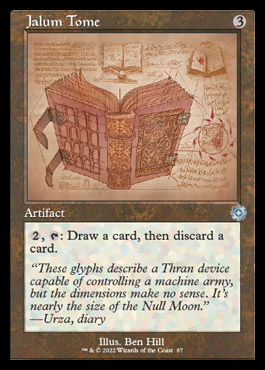 Jalum Tome 3
Artifact
2, T: Draw a card, then discard a
card.
“These glyphs describe a Thran device
capable of controlling a machine army,
but the dimensions make no sense. It’s
nearly the size of the Null Moon.”
—Urza, diary
Illus. Ben Hill
™ & © 2022 Wizards of the Coast 87